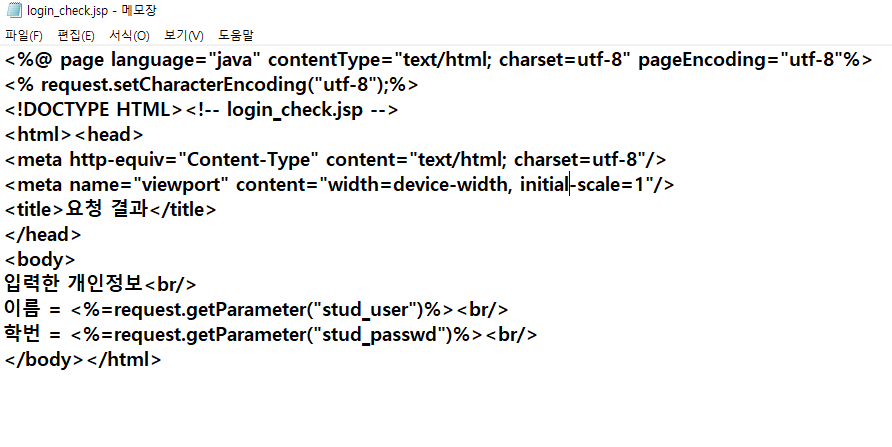 login_check.jsp - 메모장
파일(F) 편집(E) 서식(O) 보기(V) 도움말
<%@ page language="java" contentType="text/html; charset=utf-8" pageEncoding="utf-8"%>
<% request.setCharacterEncoding("utf-8");%>
<!DOCTYPE HTML><!-- login_check.jsp -->
<html><head>
<meta http-equiv="Content-Type" content="text/html; charset=utf-8"/>
<meta name="viewport" content="width=device-width, initial-scale=1"/>
<title>요청 결과</title>
</head>
<body>
입력한 개인정보<br/>
이름 = <%=request.getParameter("stud_user")%><br/>
학번 = <%=request.getParameter("stud_passwd")%><br/>
</body></html>